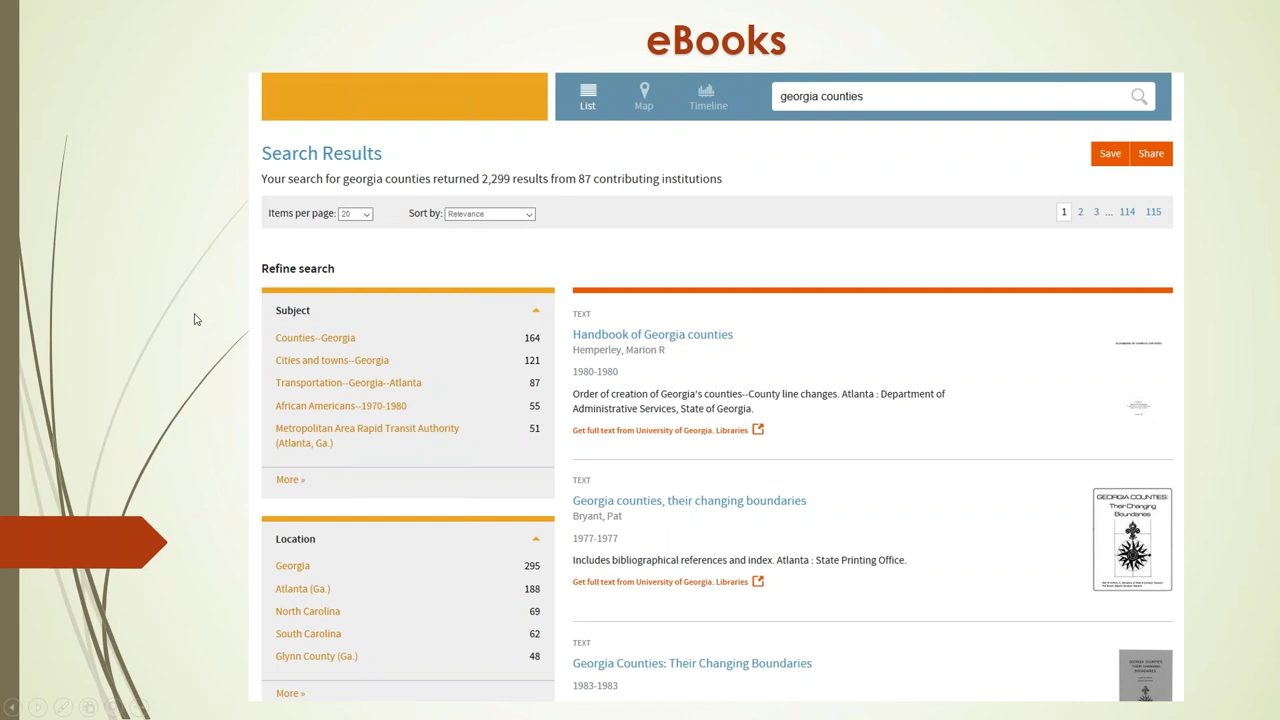 eBooks
List
Map
Timeline
georgia counties
Search Results
Save
Share
Your search for georgia counties returned 2,299 results from 87 contributing institutions
Items per page: 20
Sort by: Relevance
1 2 3 ... 114 115
Refine search
Subject
Counties--Georgia 164
Cities and towns--Georgia 121
Transportation--Georgia--Atlanta 87
African Americans--1970-1980 55
Metropolitan Area Rapid Transit Authority 51
(Atlanta, Ga.)
More »
Location
Georgia 295
Atlanta (Ga.) 188
North Carolina 69
South Carolina 62
Glynn County (Ga.) 48
More »
TEXT
Handbook of Georgia counties
Hemperley, Marion R
1980-1980
Order of creation of Georgia's counties--County line changes. Atlanta : Department of
Administrative Services, State of Georgia.
Get full text from University of Georgia. Libraries
TEXT
Georgia counties, their changing boundaries
Bryant, Pat
1977-1977
Includes bibliographical references and index. Atlanta : State Printing Office.
Get full text from University of Georgia. Libraries
GEORGIA COUNTIES:
Their Changing
Boundaries
TEXT
Georgia Counties: Their Changing Boundaries
1983-1983
GEORGIA COUNTIES
THEIR CHANGING
BOUNDARIES